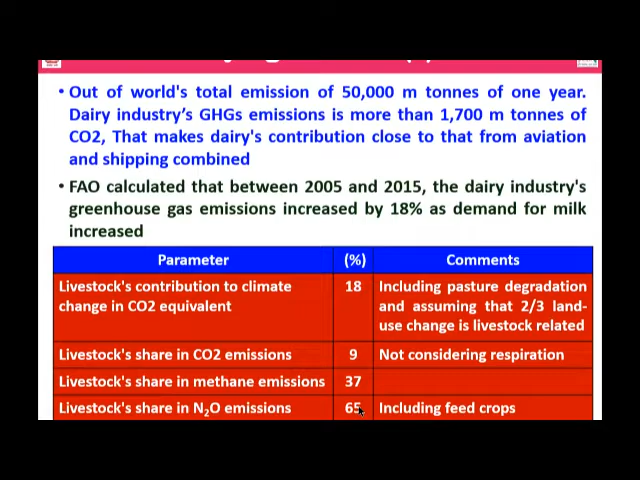 • Out of world's total emission of 50,000 m tonnes of one year.
Dairy industry's GHGs emissions is more than 1,700 m tonnes of
CO2, That makes dairy's contribution close to that from aviation
and shipping combined
• FAO calculated that between 2005 and 2015, the dairy industry's
greenhouse gas emissions increased by 18% as demand for milk
increased
Parameter (%) Comments
Livestock's contribution to climate 18 Including pasture degradation
change in CO2 equivalent and assuming that 2/3 land-
use change is livestock related
Livestock's share in CO2 emissions 9 Not considering respiration
Livestock's share in methane emissions 37
Livestock's share in N₂O emissions 65 Including feed crops